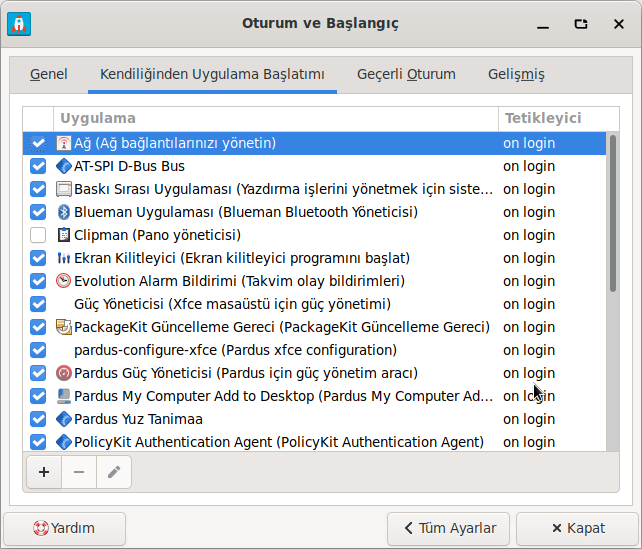 Oturum ve Başlangıç
Genel Kendiliğinden Uygulama Başlatımı Geçerli Oturum Gelişmiş
Uygulama Tetikleyici
Ağ (Ağ bağlantılarınızı yönetin) on login
AT-SPI D-Bus Bus on login
Baskı Sırası Uygulaması (Yazdırma işlerini yönetmek için siste... on login
Blueman Uygulaması (Blueman Bluetooth Yöneticisi) on login
Clipman (Pano yöneticisi) on login
Ekran Kilitleyici (Ekran kilitleyici programını başlat) on login
Evolution Alarm Bildirimi (Takvim olay bildirimleri) on login
Güç Yöneticisi (Xfce masaüstü için güç yönetimi) on login
PackageKit Güncelleme Gereci (PackageKit Güncelleme Gereci) on login
pardus-configure-xfce (Pardus xfce configuration) on login
Pardus Güç Yöneticisi (Pardus için güç yönetim aracı) on login
Pardus My Computer Add to Desktop (Pardus My Computer Ad... on login
Pardus Yuz Tanimaa on login
PolicyKit Authentication Agent (PolicyKit Authentication Agent) on login
Yardım Tüm Ayarlar Kapat